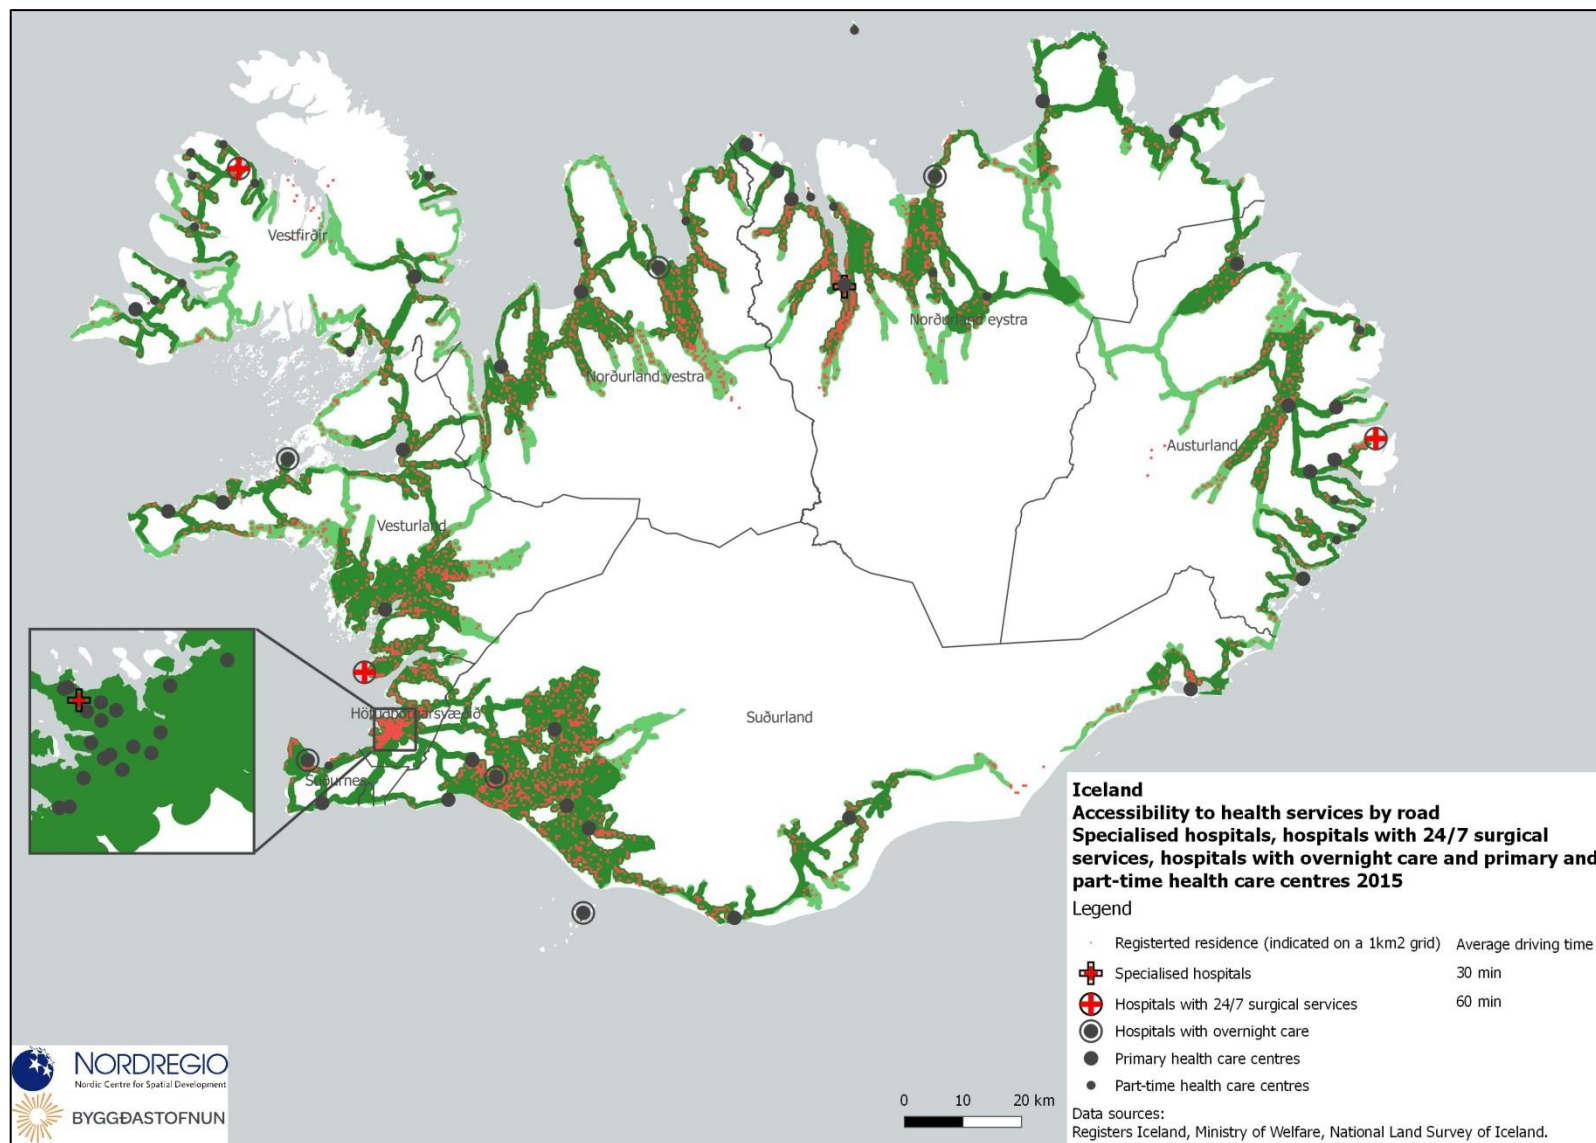 Vestfirðir
Norðurland eystra
Norðurland vestra
Austurland
Vesturland
Suðurland
Suðurnes
Iceland
Accessibility to health services by road
Specialised hospitals, hospitals with 24/7 surgical
services, hospitals with overnight care and primary and
part-time health care centres 2015
Legend
Registerted residence (indicated on a 1km2 grid) Average driving time
Specialised hospitals 30 min
Hospitals with 24/7 surgical services 60 min
Hospitals with overnight care
Primary health care centres
Part-time health care centres
Data sources:
Registers Iceland, Ministry of Welfare, National Land Survey of Iceland.
0 10 20 km
NORDREGIO
Nordic Centre for Spatial Development
BYGGÐASTOFNUN